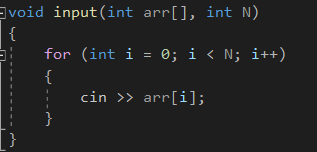 void input(int arr[], int N)
{
for (int i = 0; i < N; i++)
{
cin >> arr[i];
}
}